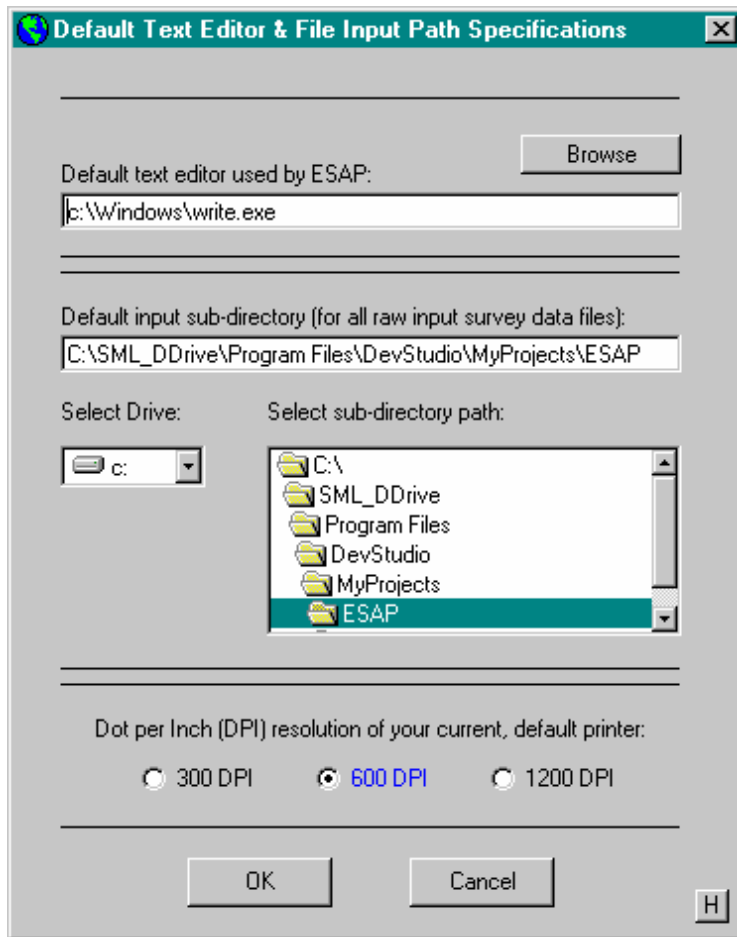 Default Text Editor & File Input Path Specifications
Browse
Default text editor used by ESAP:
c:\Windows\write.exe
Default input sub-directory (for all raw input survey data files):
C:\SML_DDrive\Program Files\DevStudio\MyProjects\ESAP
Select Drive:
Select sub-directory path:
c:
C:\
SML_DDrive
Program Files
DevStudio
MyProjects
ESAP
Dot per Inch (DPI) resolution of your current, default printer:
300 DPI 600 DPI 1200 DPI
OK Cancel
H